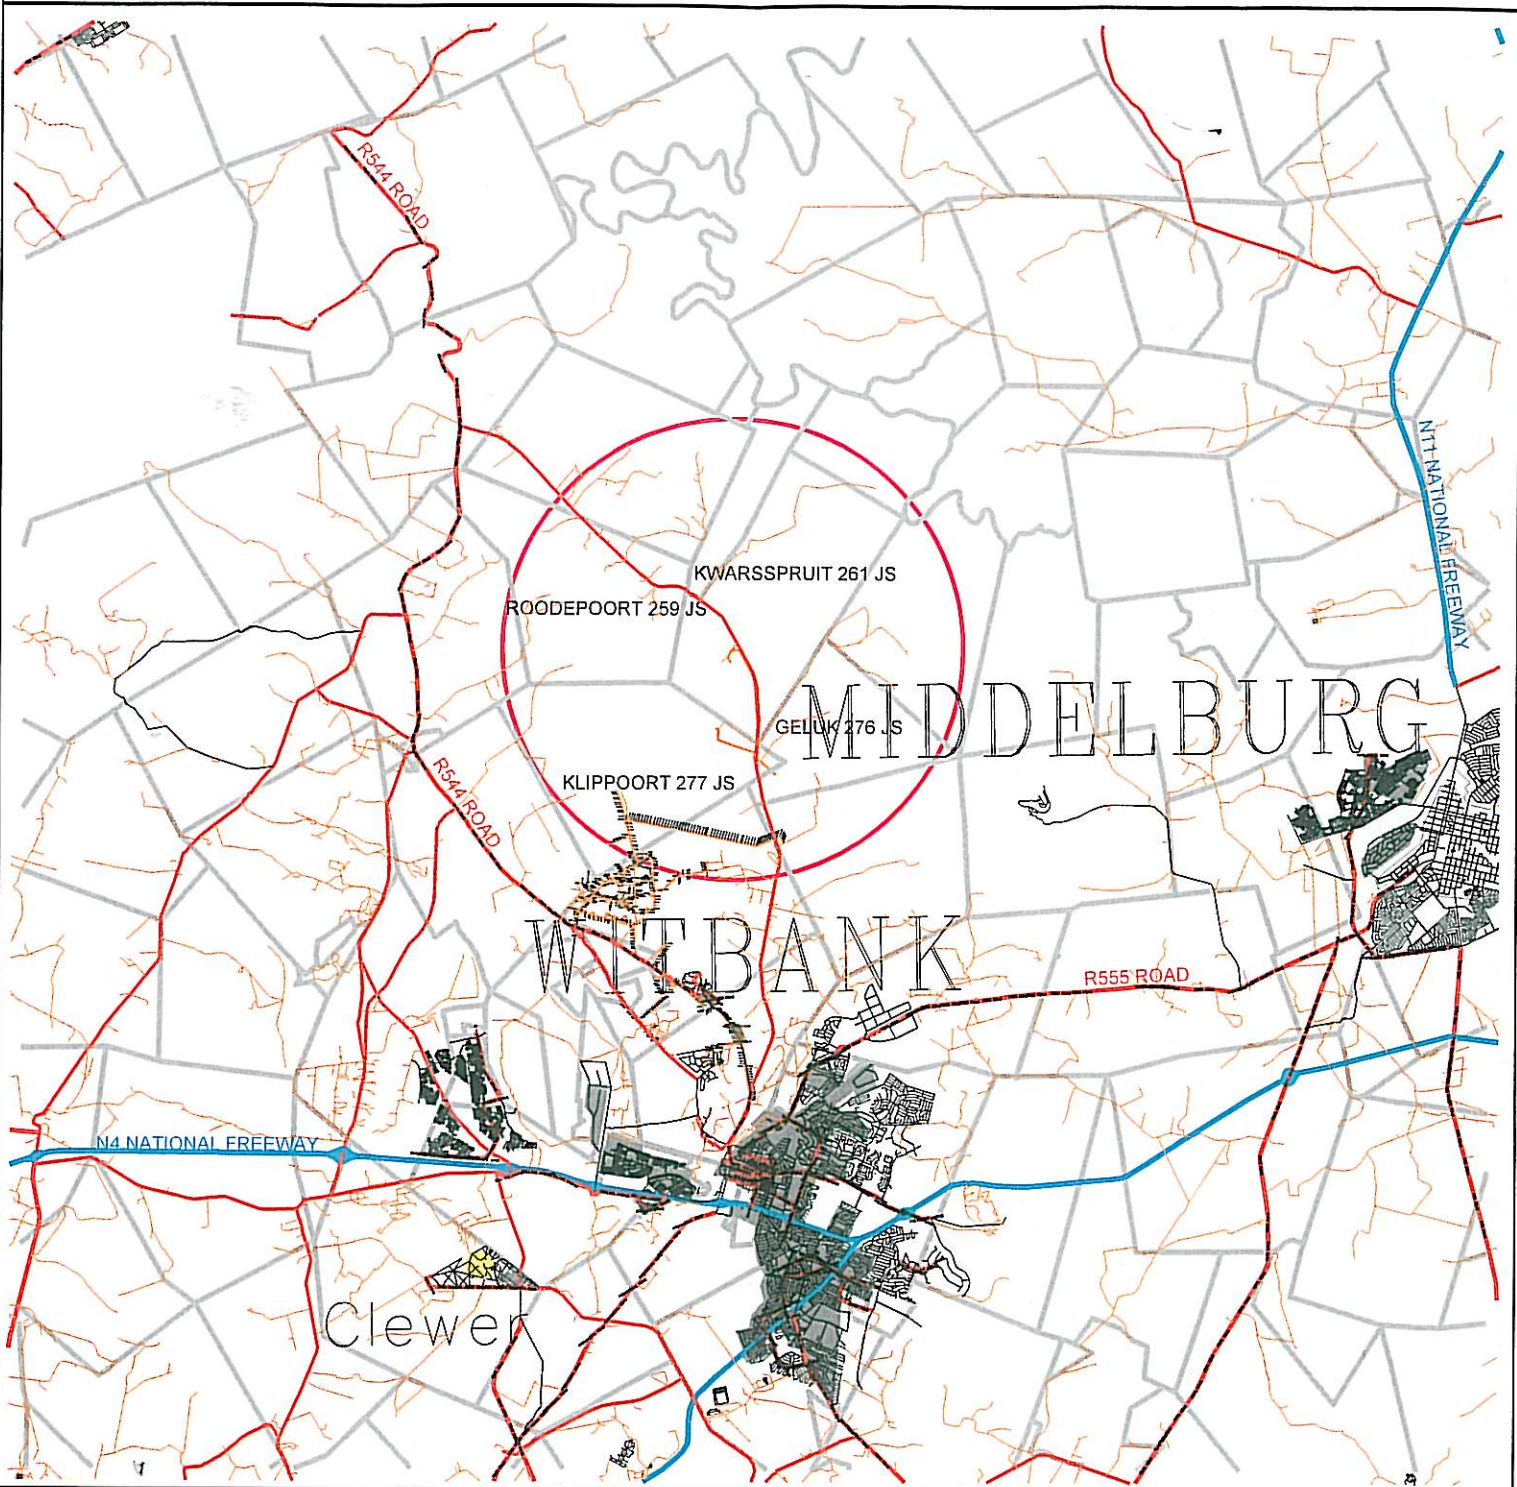 R544 ROAD
N11 NATIONAL FREEWAY
KWARSSPRUIT 261 JS
ROODEPOORT 259 JS
MIDDELBURG
GELUK 276 JS
KLIPPOORT 277 JS
R544 ROAD
WITBANK
R555 ROAD
N4 NATIONAL FREEWAY
Clewer